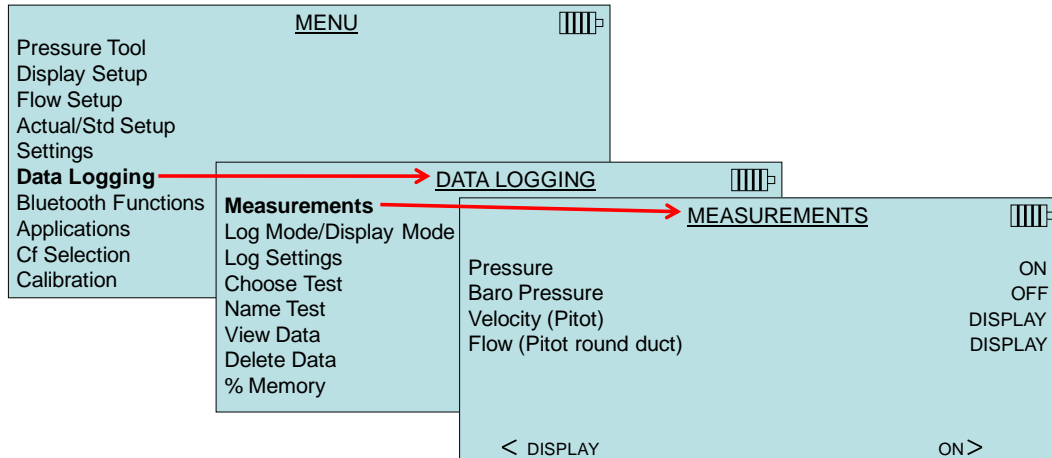 MENU
Pressure Tool
Display Setup
Flow Setup
Actual/Std Setup
Settings
Data Logging
Bluetooth Functions
Applications
Cf Selection
Calibration
DATA LOGGING
Measurements
Log Mode/Display Mode
Log Settings
Choose Test
Name Test
View Data
Delete Data
% Memory
MEASUREMENTS
Pressure ON
Baro Pressure OFF
Velocity (Pitot) DISPLAY
Flow (Pitot round duct) DISPLAY
< DISPLAY ON >